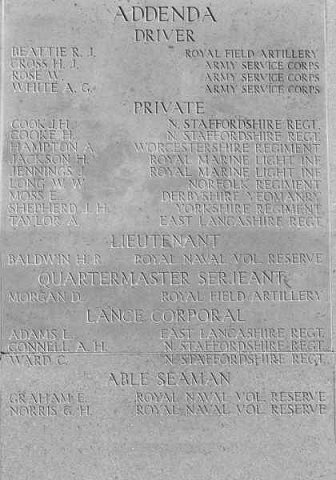 ADDENDA
DRIVER
BEATTIE R. J. ROYAL FIELD ARTILLERY
CROSS H. J. ARMY SERVICE CORPS
ROSE W. ARMY SERVICE CORPS
WHITE A. G. ARMY SERVICE CORPS
PRIVATE
COOK J.H. N. STAFFORDSHIRE REGT.
COOKE H. N. STAFFORDSHIRE REGT.
HAMPTON A. WORCESTERSHIRE REGIMENT
JACKSON H. ROYAL MARINE LIGHT INF.
JENNINGS J. ROYAL MARINE LIGHT INF.
LONG W. W. NORFOLK REGIMENT
MOSS E. DERBYSHIRE YEOMANRY
SHEPHERD J. H. YORKSHIRE REGIMENT
TAYLOR A. EAST LANCASHIRE REGT.
LIEUTENANT
BALDWIN H. R. ROYAL NAVAL VOL. RESERVE
QUARTERMASTER SERJEANT
MORGAN D. ROYAL FIELD ARTILLERY
LANCE CORPORAL
ADAMS L. EAST LANCASHIRE REGT.
CONNELL A. H. N. STAFFORDSHIRE REGT.
WARD C. N. STAFFORDSHIRE REGT.
ABLE SEAMAN
GRAHAM E. ROYAL NAVAL VOL. RESERVE
NORRIS G. H. ROYAL NAVAL VOL. RESERVE